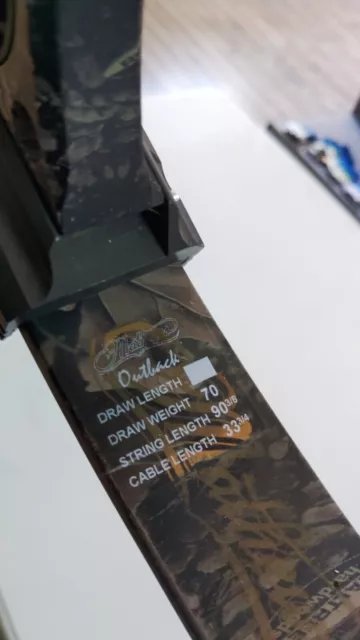 Outback
DRAW LENGTH
DRAW WEIGHT 70
STRING LENGTH 90 3/8
CABLE LENGTH 33 3/4